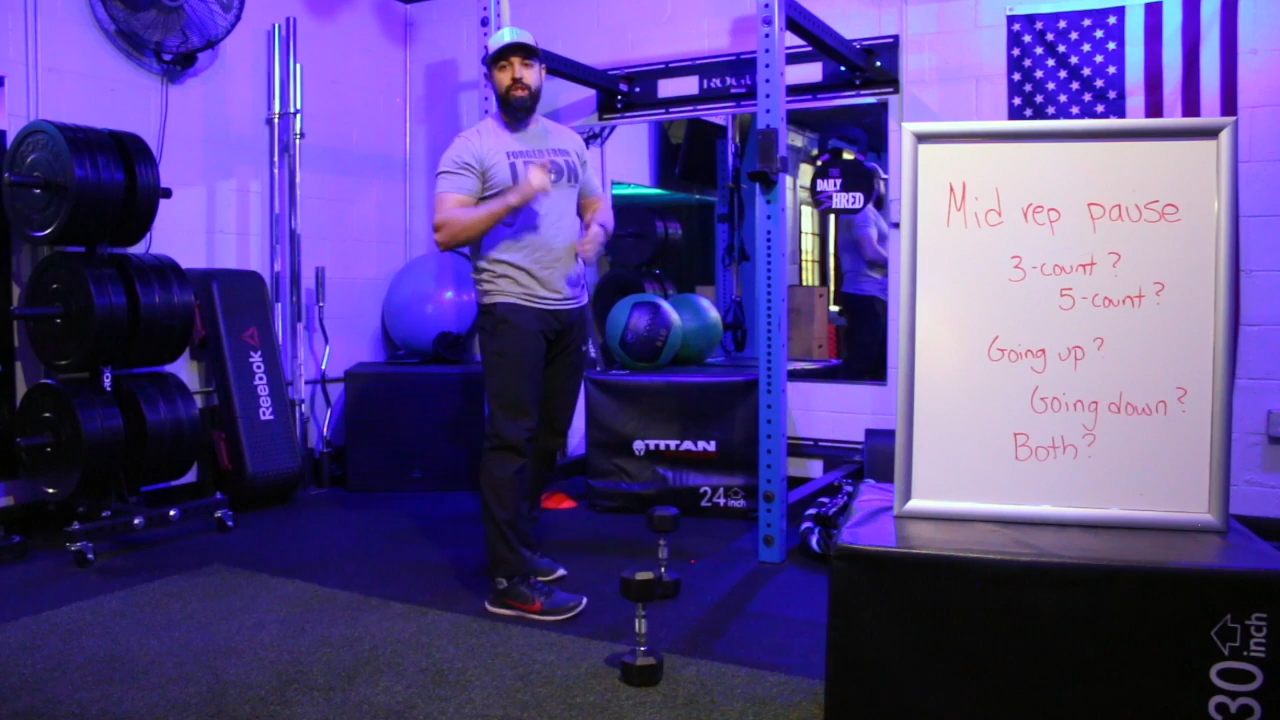 FORGED FROM
IRON
ROGUE
THE
DAILY
SHRED
Reebok
TITAN
24 inch
Mid rep pause
3-count?
5-count?
Going up?
Going down?
Both?
30 inch